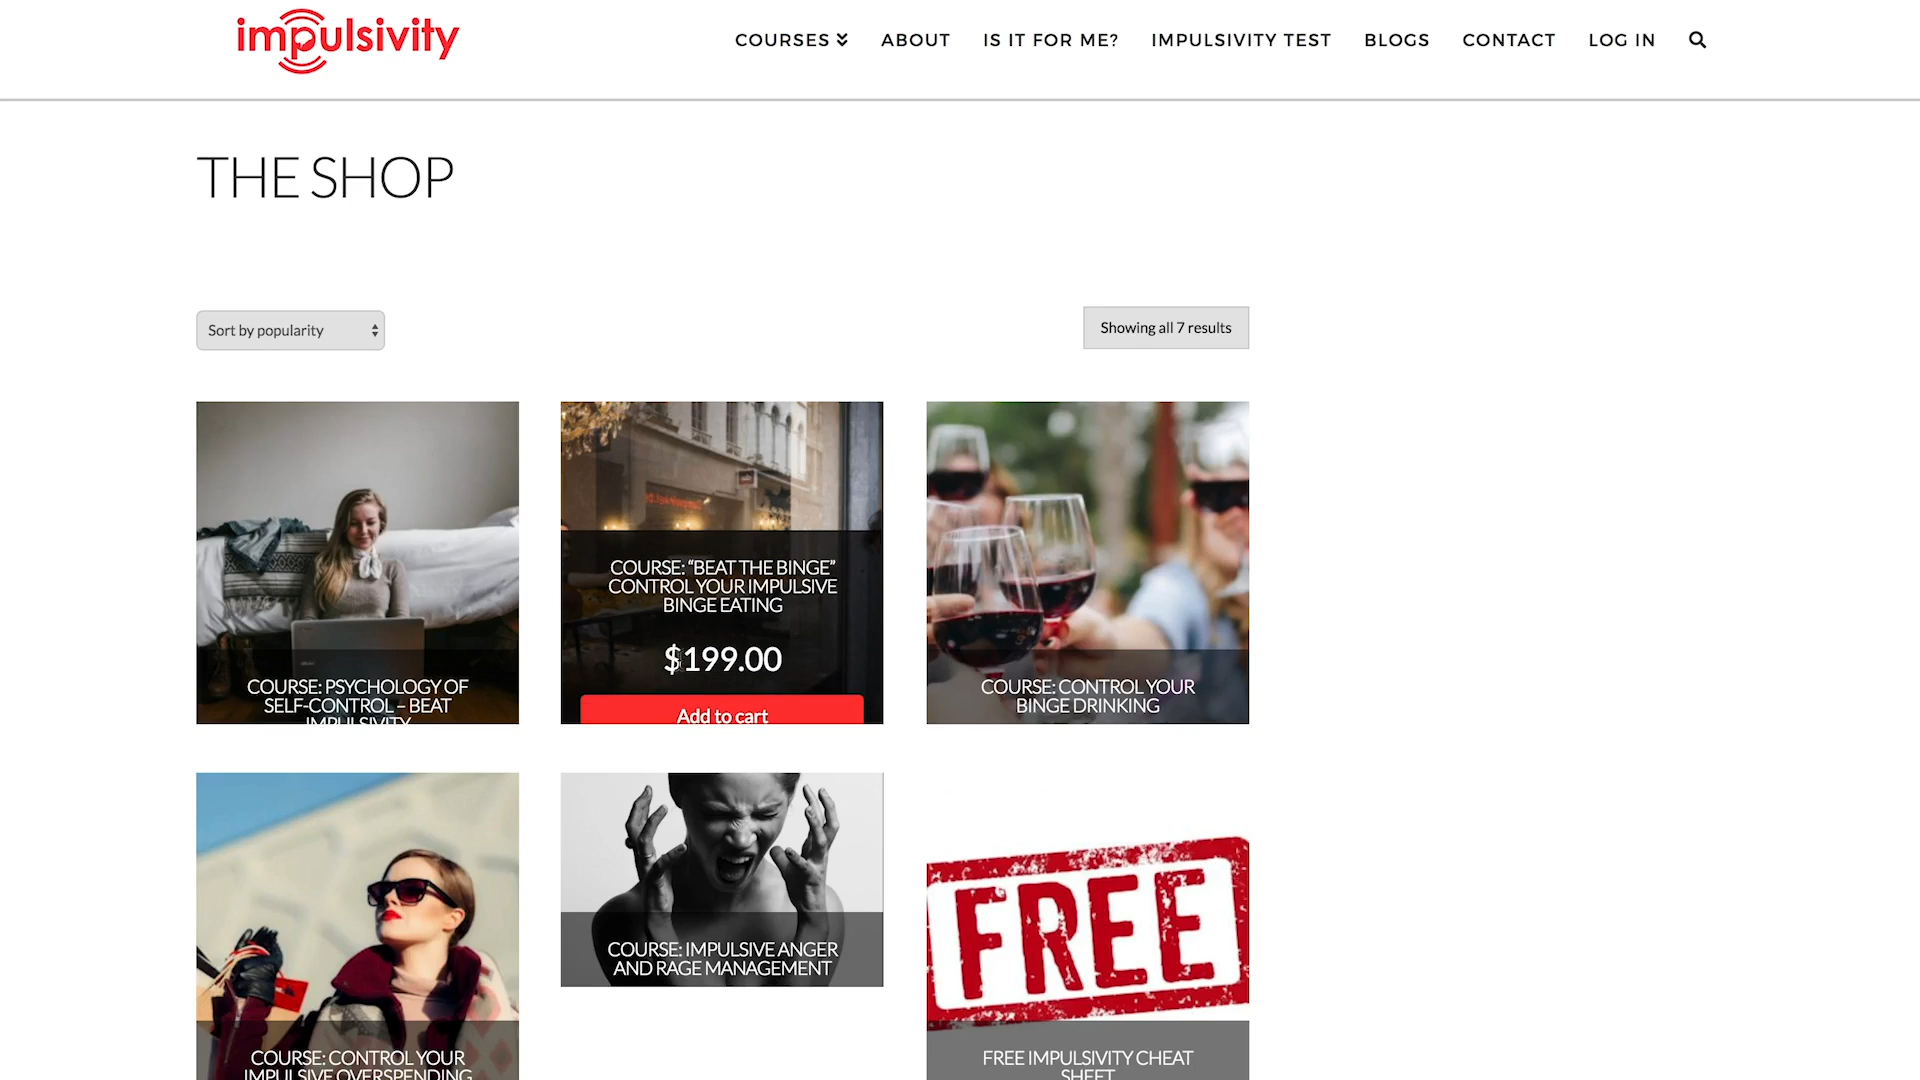 impulsivity
COURSES ABOUT IS IT FOR ME? IMPULSIVITY TEST BLOGS CONTACT LOG IN
THE SHOP
Sort by popularity
Showing all 7 results
COURSE: PSYCHOLOGY OF
SELF-CONTROL – BEAT
IMPULSIVITY
COURSE: “BEAT THE BINGE”
CONTROL YOUR IMPULSIVE
BINGE EATING
$199.00
Add to cart
COURSE: CONTROL YOUR
BINGE DRINKING
COURSE: CONTROL YOUR
IMPULSIVE OVERSPENDING
COURSE: IMPULSIVE ANGER
AND RAGE MANAGEMENT
FREE
FREE IMPULSIVITY CHEAT
SHEET